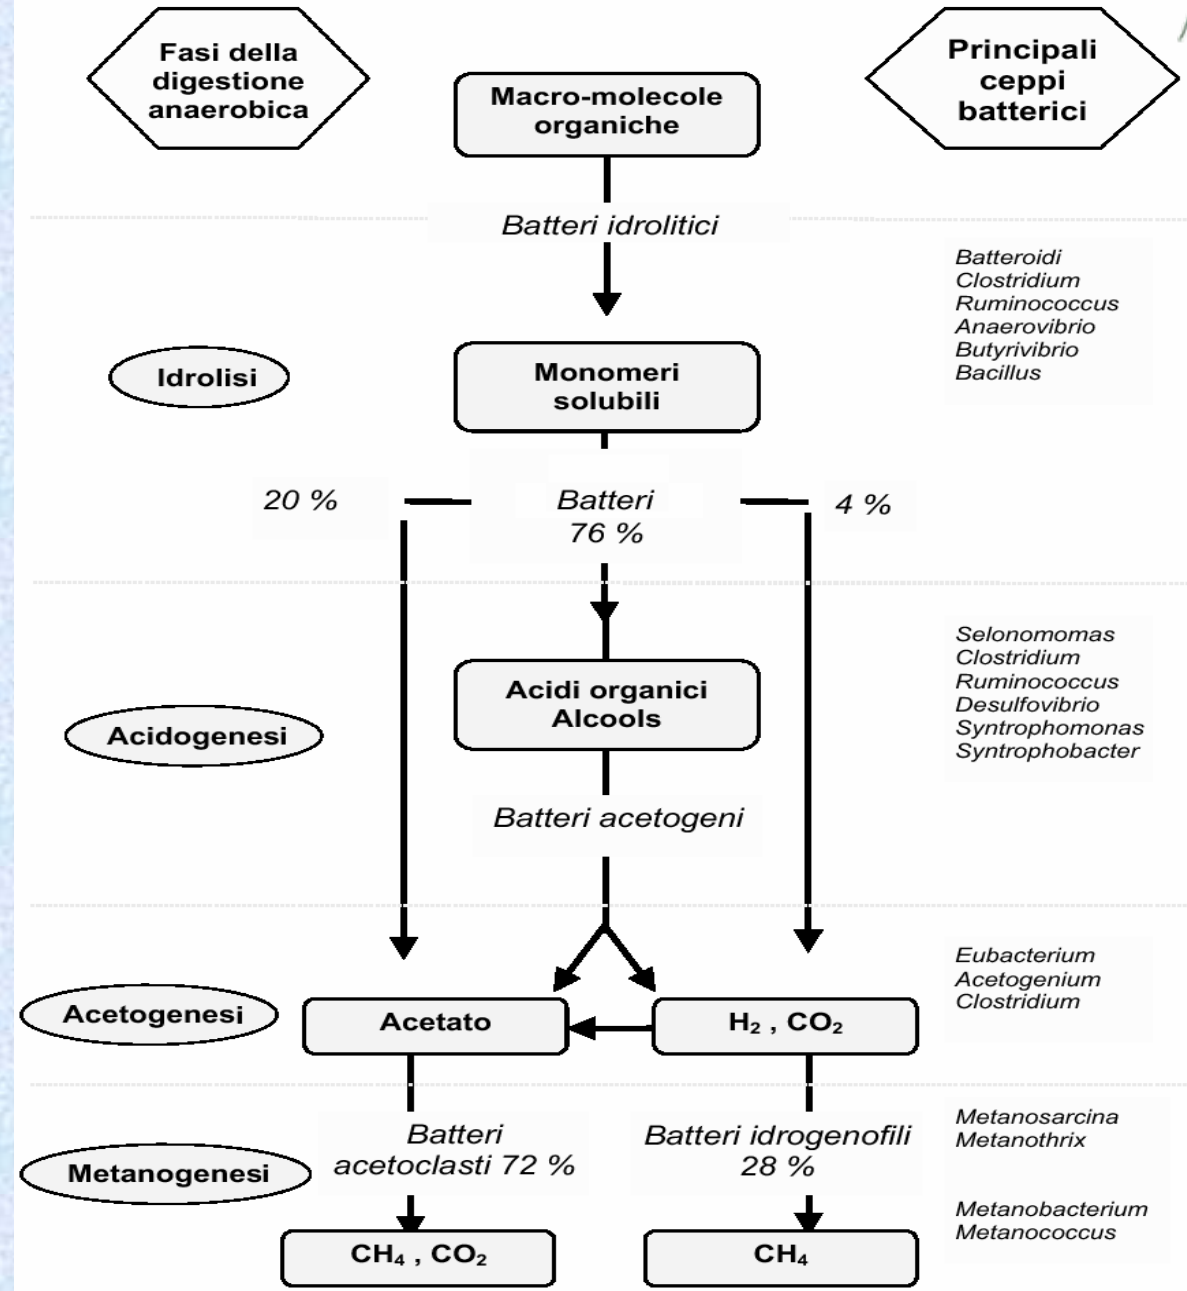 Fasi della
digestione
anaerobica
Macro-molecole
organiche
Principali
ceppi
batterici
Batteri idrolitici
Batteroidi
Clostridium
Ruminococcus
Anaerovibrio
Butyrivibrio
Bacillus
Idrolisi
Monomeri
solubili
20 %
Batteri
76 %
4 %
Selonomomas
Clostridium
Ruminococcus
Desulfovibrio
Syntrophomonas
Syntrophobacter
Acidogenesi
Acidi organici
Alcools
Batteri acetogeni
Eubacterium
Acetogenium
Clostridium
Acetogenesi
Acetato
H₂ , CO₂
Metanogenesi
Batteri
acetoclasti 72 %
Batteri idrogenofili
28 %
Metanosarcina
Metanothrix
Metanobacterium
Metanococcus
CH₄ , CO₂
CH₄